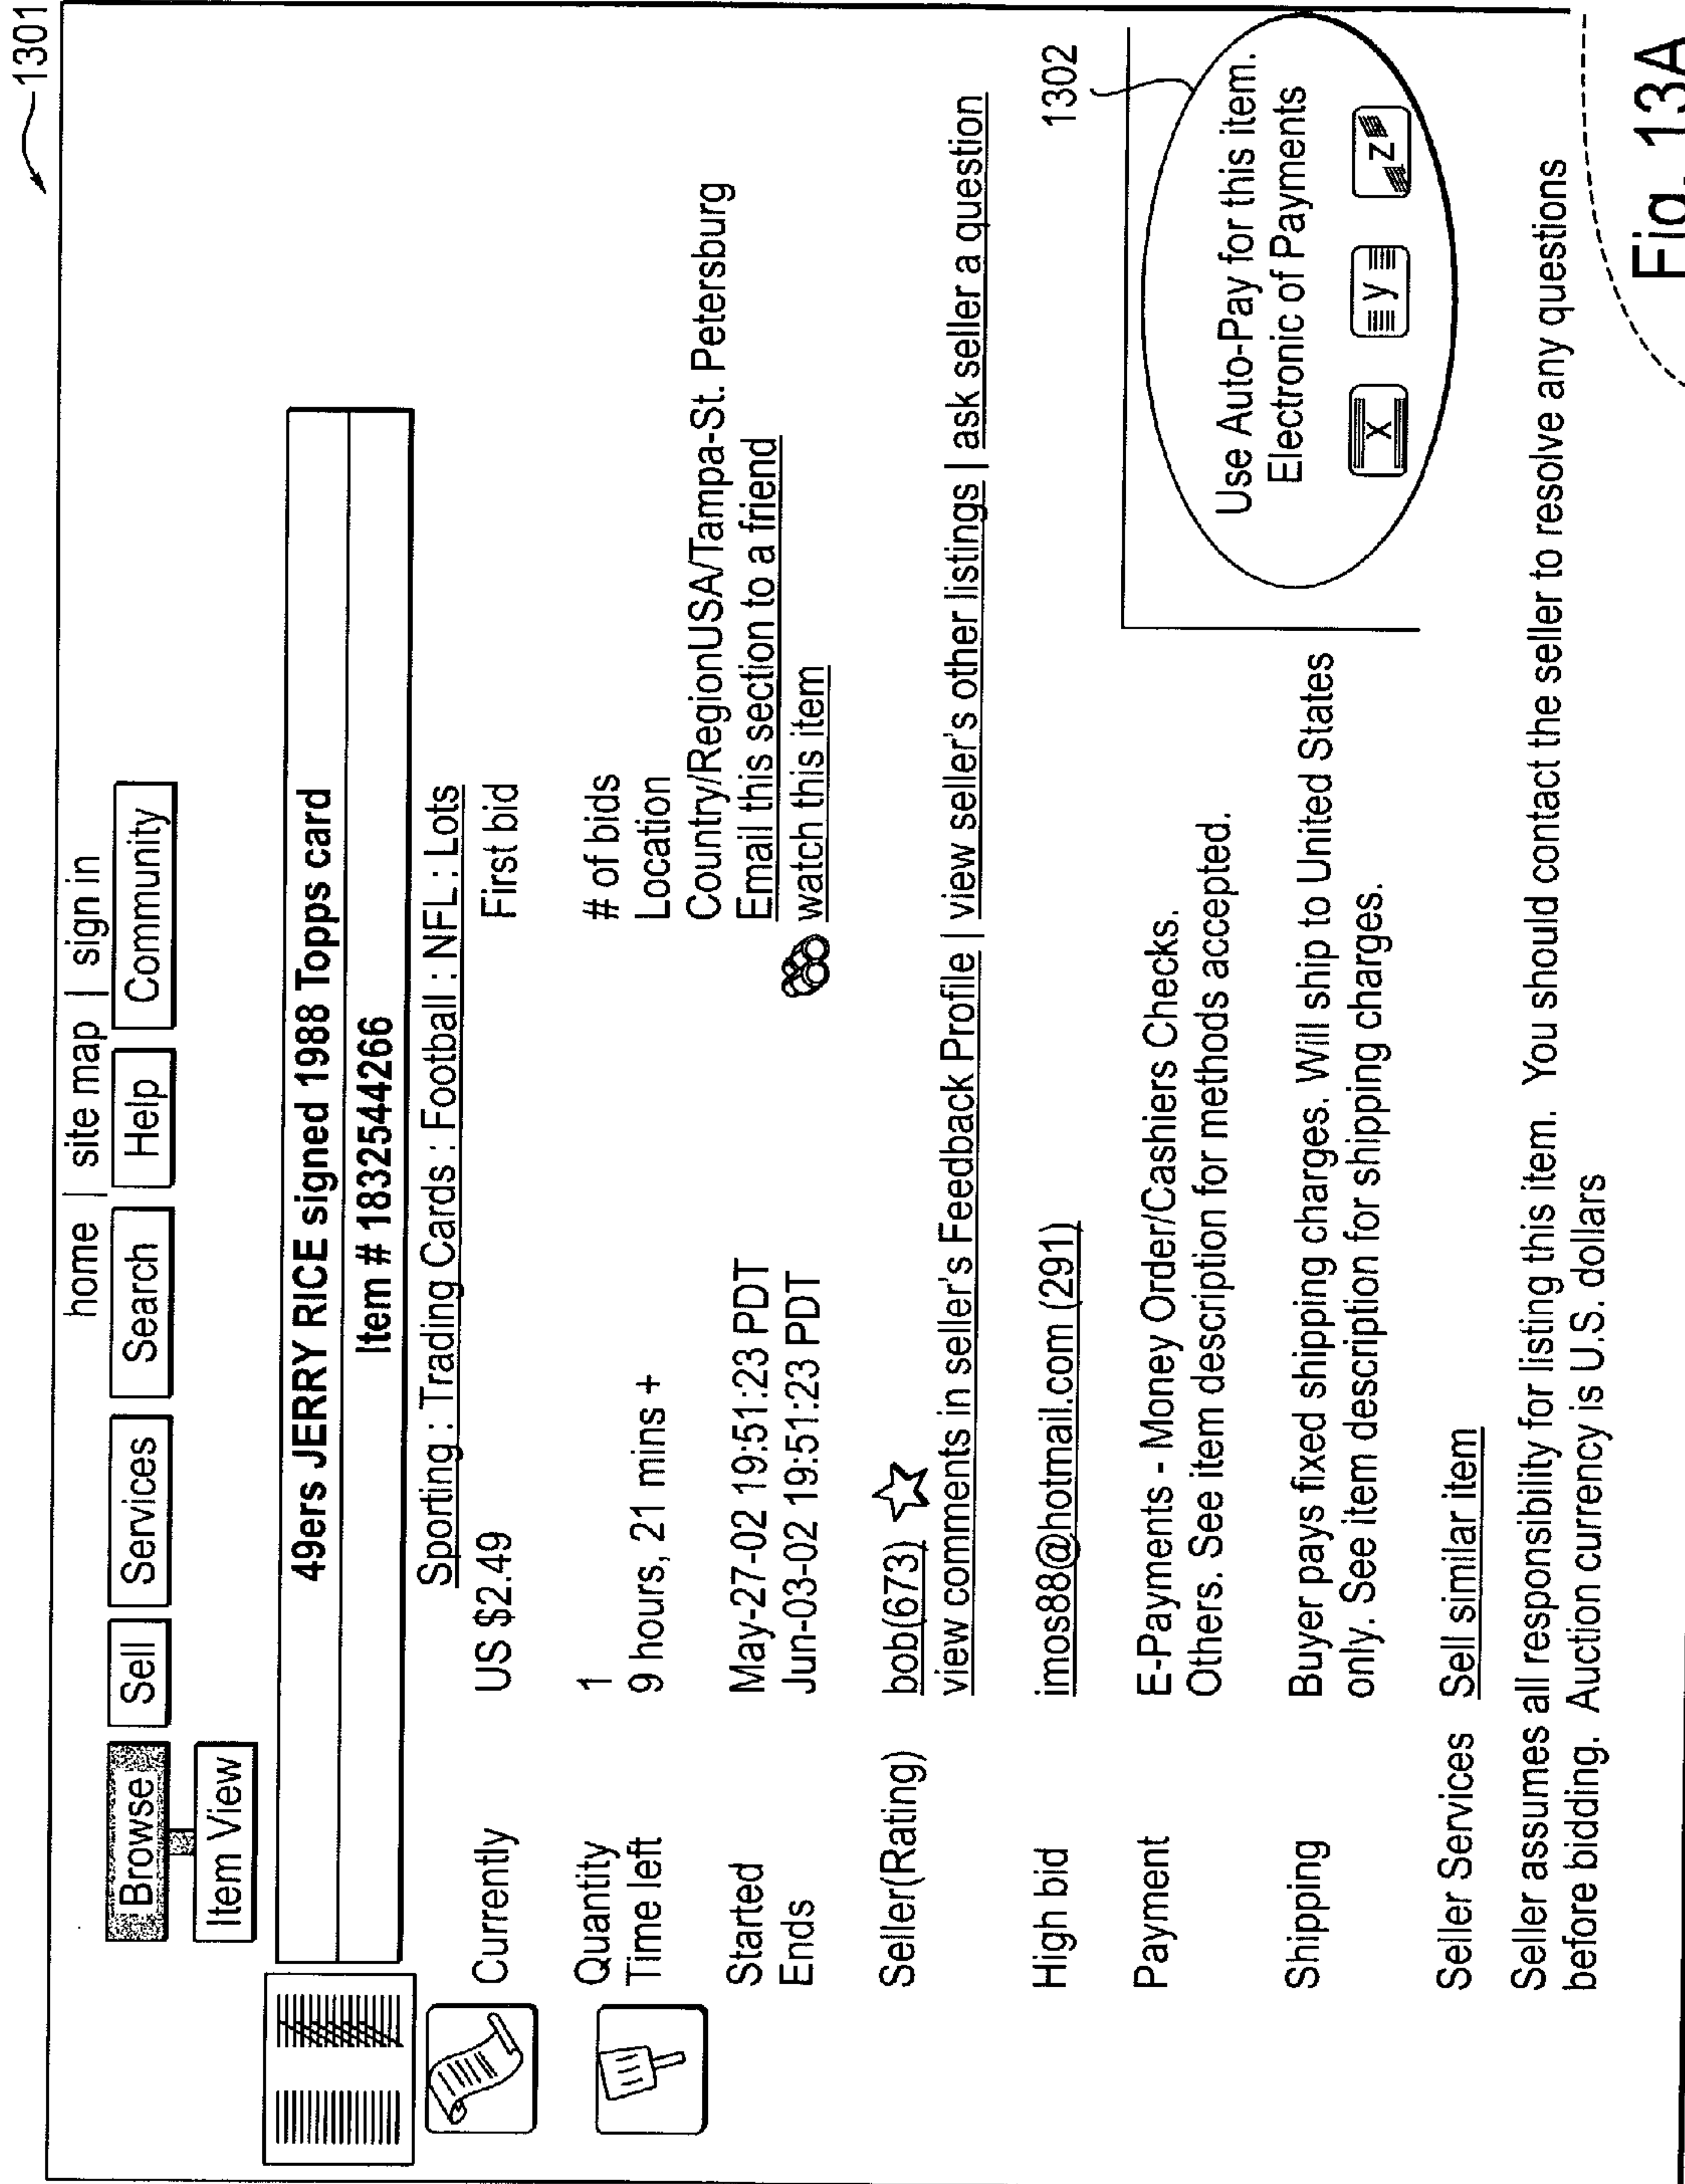 1301
home | site map | sign in
Browse Sell Services Search Help Community
Item View
49ers JERRY RICE signed 1988 Topps card
Item # 1832544266
Sporting : Trading Cards : Football : NFL : Lots
Currently US $2.49 First bid
Quantity 1 # of bids
Time left 9 hours, 21 mins + Location
Country/RegionUSA/Tampa-St. Petersburg
Started May-27-02 19:51:23 PDT Email this section to a friend
Ends Jun-03-02 19:51:23 PDT watch this item
Seller(Rating) bob(673)
view comments in seller's Feedback Profile | view seller's other listings | ask seller a question
High bid imos88@hotmail.com (291)
1302
Payment E-Payments - Money Order/Cashiers Checks.
Others. See item description for methods accepted.
Use Auto-Pay for this item.
Electronic of Payments
x y z
Shipping Buyer pays fixed shipping charges. Will ship to United States
only. See item description for shipping charges.
Seller Services Sell similar item
Seller assumes all responsibility for listing this item. You should contact the seller to resolve any questions
before bidding. Auction currency is U.S. dollars
Fig. 13A